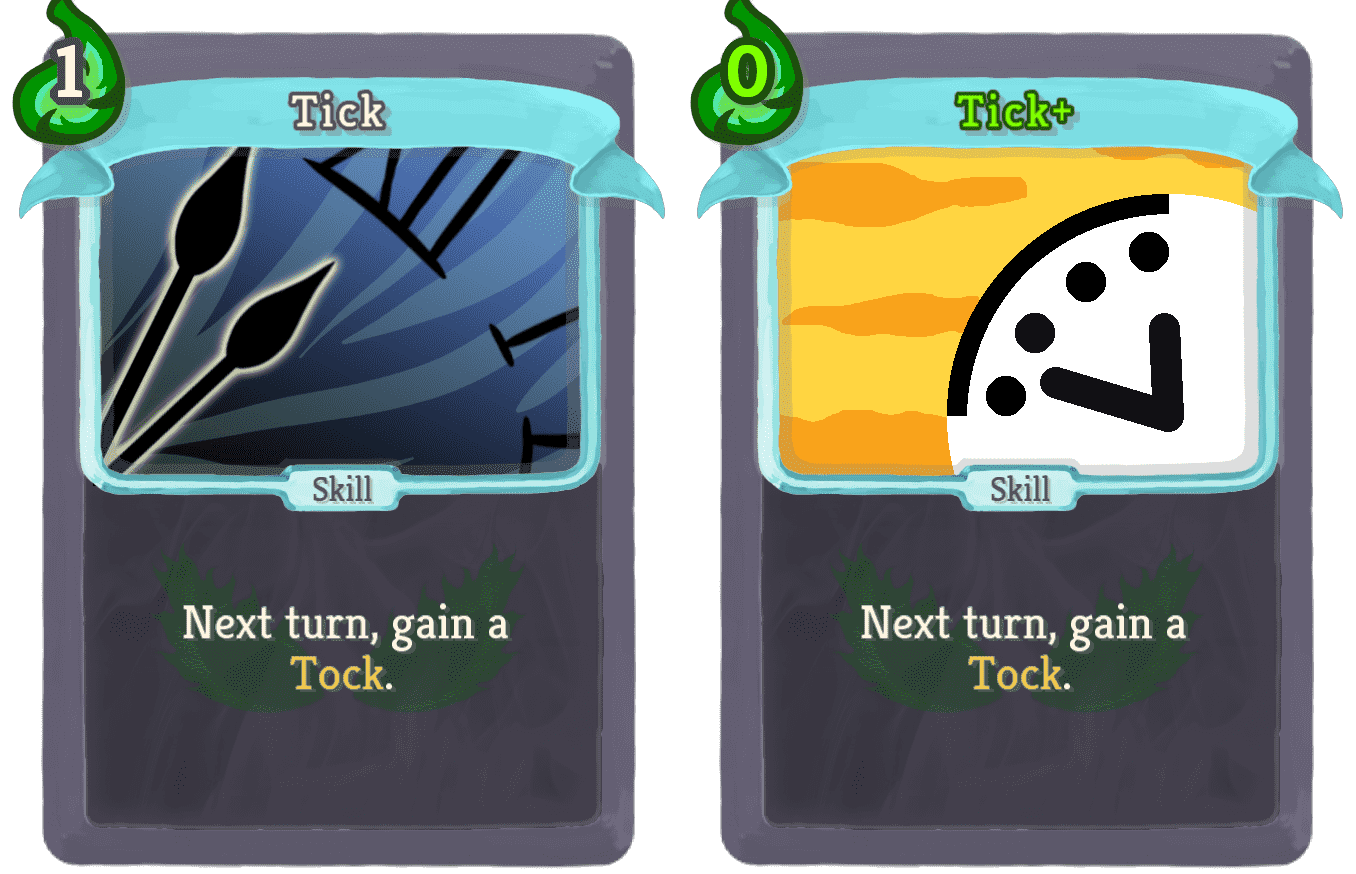 1
Tick
Skill
Next turn, gain a
Tock.
0
Tick+
Skill
Next turn, gain a
Tock.